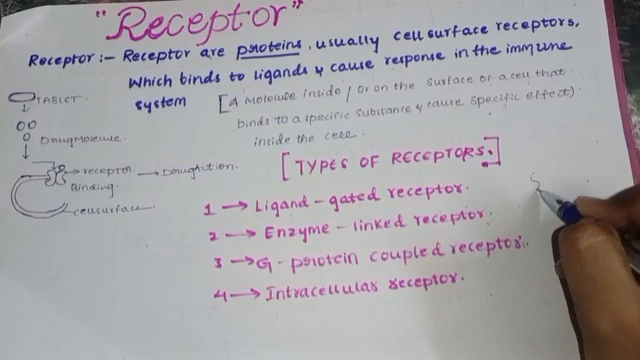 "Receptor"
Receptor :- Receptor are proteins, usually cell surface receptors,
Which binds to ligands & cause response in the immune
system [A molecule inside / or on the surface of a cell that
binds to a specific substance & cause specific effect)
inside the cell.
TABLET.
Drug Molecule.
receptor → Drug Action.
Binding.
cell surface.
[TYPES OF RECEPTORS.]
1 → Ligand-gated receptor.
2 → Enzyme-linked receptor.
3 → G-protein coupled receptor.
4 → Intracellular receptor.